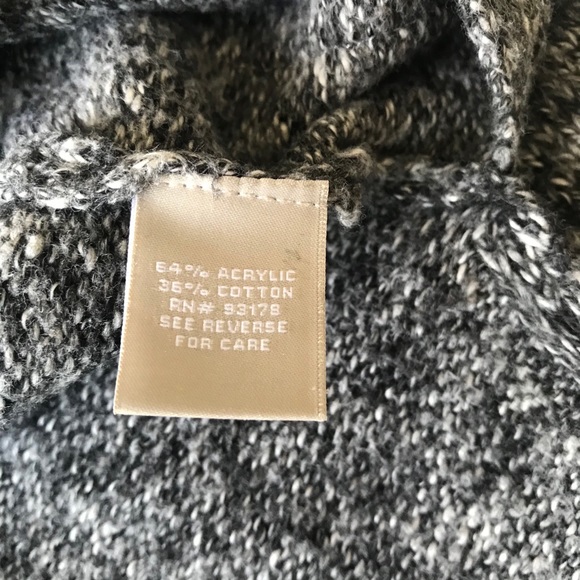 64% ACRYLIC
36% COTTON
RN# 93178
SEE REVERSE
FOR CARE